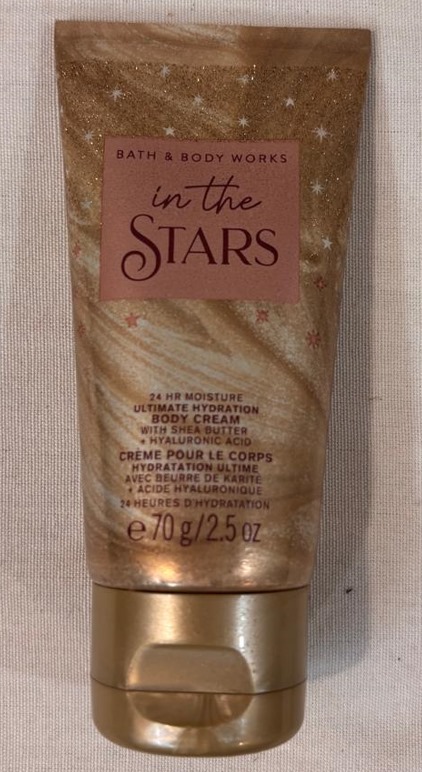 BATH & BODY WORKS
in the
STARS
24 HR MOISTURE
ULTIMATE HYDRATION
BODY CREAM
WITH SHEA BUTTER
+ HYALURONIC ACID
CRÈME POUR LE CORPS
HYDRATATION ULTIME
AVEC BEURRE DE KARITÉ
+ ACIDE HYALURONIQUE
24 HEURES D'HYDRATATION
℮ 70 g/2.5 oz